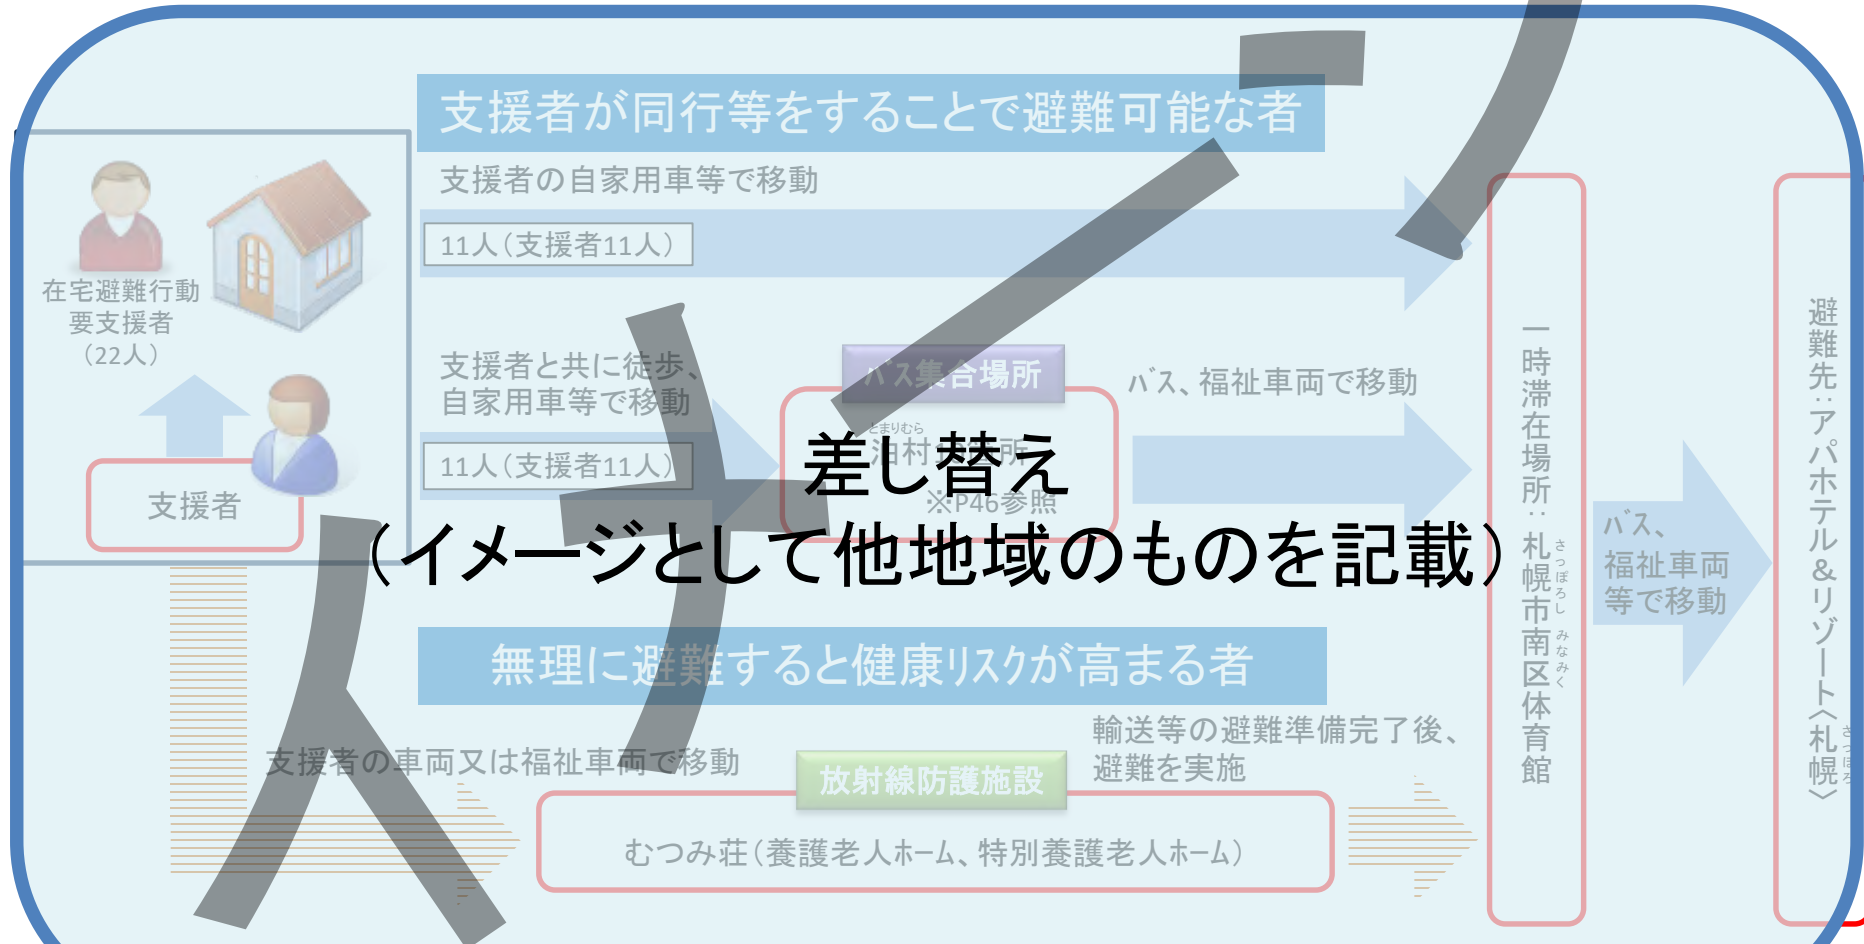 支援者が同行等をすることで避難可能な者
支援者の自家用車等で移動
11人（支援者11人）
在宅避難行動
要支援者
（22人）
支援者
支援者と共に徒歩、
自家用車等で移動
11人（支援者11人）
バス集合場所
とまりむら
泊村
箇所
※P46参照
バス、福祉車両で移動
差し替え
（イメージとして他地域のものを記載）
無理に避難すると健康リスクが高まる者
支援者の車両又は福祉車両で移動
放射線防護施設
むつみ荘（養護老人ホーム、特別養護老人ホーム）
輸送等の避難準備完了後、
避難を実施
一時滞在場所：札幌市南区体育館
さっぽろし みなみく
バス、
福祉車両
等で移動
避難先：アパホテル＆リゾート〈札幌〉
さっぽろ